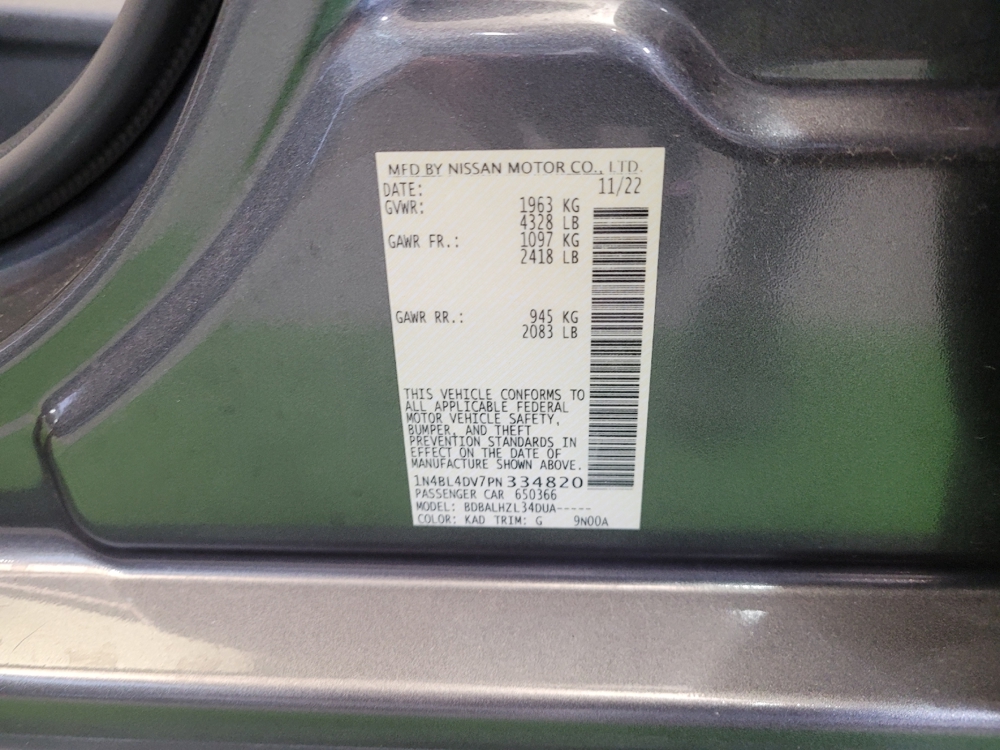 MFD BY NISSAN MOTOR CO., LTD.
DATE: 11/22
GVWR: 1963 KG
4328 LB
GAWR FR.: 1097 KG
2418 LB
GAWR RR.: 945 KG
2083 LB
THIS VEHICLE CONFORMS TO
ALL APPLICABLE FEDERAL
MOTOR VEHICLE SAFETY,
BUMPER, AND THEFT
PREVENTION STANDARDS IN
EFFECT ON THE DATE OF
MANUFACTURE SHOWN ABOVE.
1N4BL4DV7PN334820
PASSENGER CAR 650366
MODEL: BDBALHZL34DUA-----
COLOR: KAD TRIM: G 9N00A